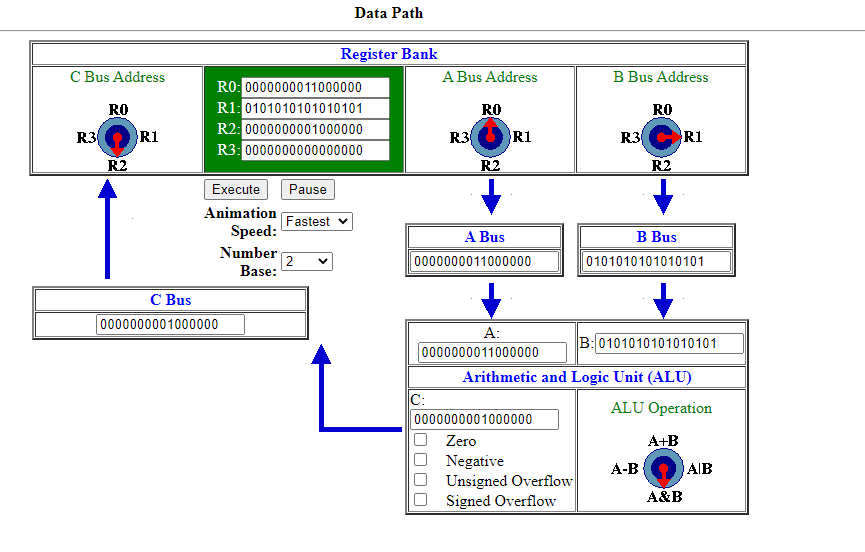 Data Path
Register Bank
C Bus Address
R0
R3 R1
R2
R0: 0000000011000000
R1: 0101010101010101
R2: 0000000001000000
R3: 0000000000000000
A Bus Address
R0
R3 R1
R2
B Bus Address
R0
R3 R1
R2
Execute Pause
Animation
Speed: Fastest
Number
Base: 2
A Bus
0000000011000000
B Bus
0101010101010101
C Bus
0000000001000000
A:
0000000011000000
B: 0101010101010101
Arithmetic and Logic Unit (ALU)
C:
0000000001000000
Zero
Negative
Unsigned Overflow
Signed Overflow
ALU Operation
A+B
A-B A|B
A&B